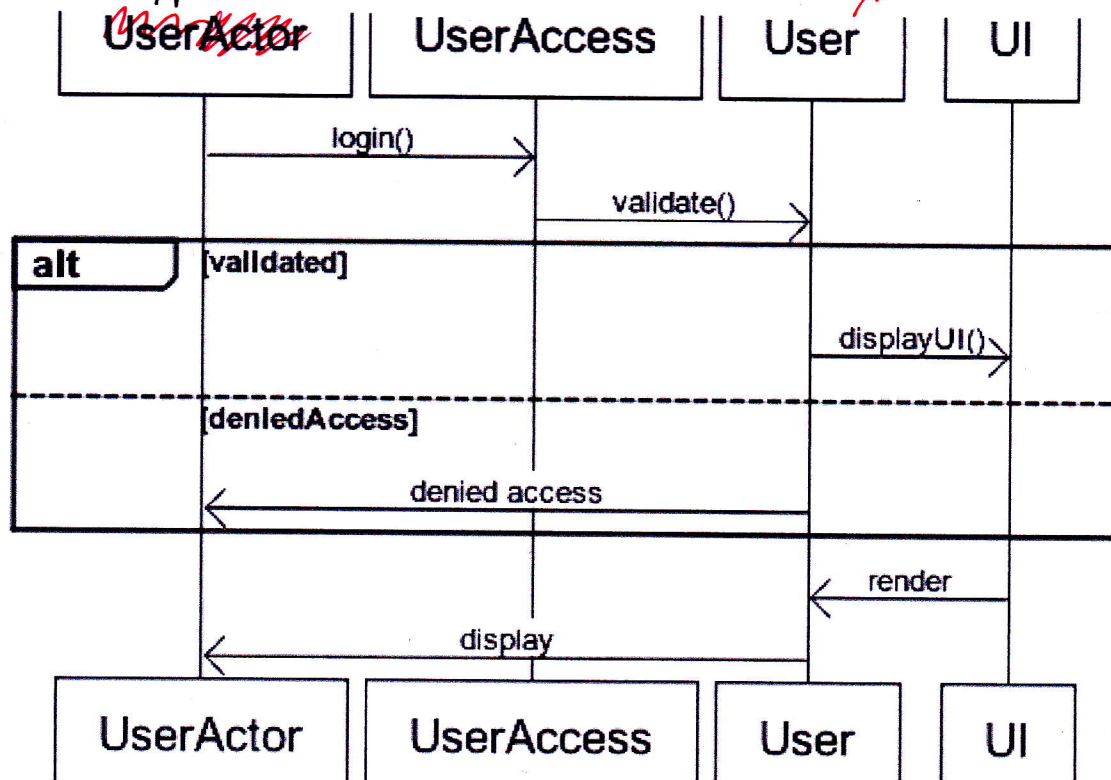 UserActor UserAccess User UI
login()
validate()
alt [validated]
displayUI()
[deniedAccess]
denied access
render
display
UserActor UserAccess User UI